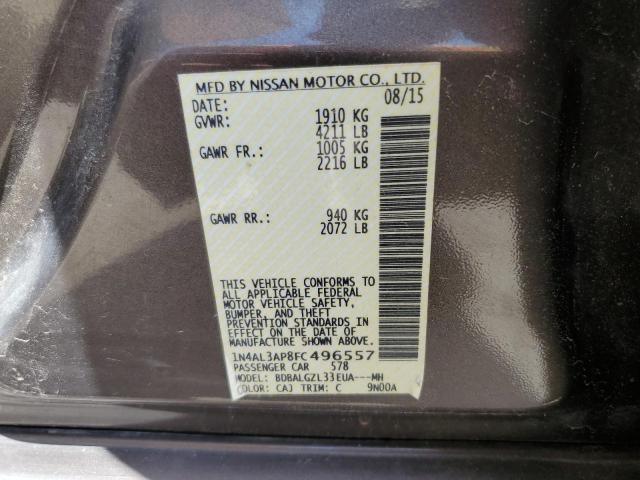 MFD BY NISSAN MOTOR CO., LTD.
DATE: 08/15
GVWR: 1910 KG
4211 LB
GAWR FR.: 1005 KG
2216 LB
GAWR RR.: 940 KG
2072 LB
THIS VEHICLE CONFORMS TO
ALL APPLICABLE FEDERAL
MOTOR VEHICLE SAFETY,
BUMPER, AND THEFT
PREVENTION STANDARDS IN
EFFECT ON THE DATE OF
MANUFACTURE SHOWN ABOVE.
1N4AL3AP8FC496557
PASSENGER CAR 578
MODEL: BDBALGZL33EUA---MH
COLOR: CAJ TRIM: C 9N00A